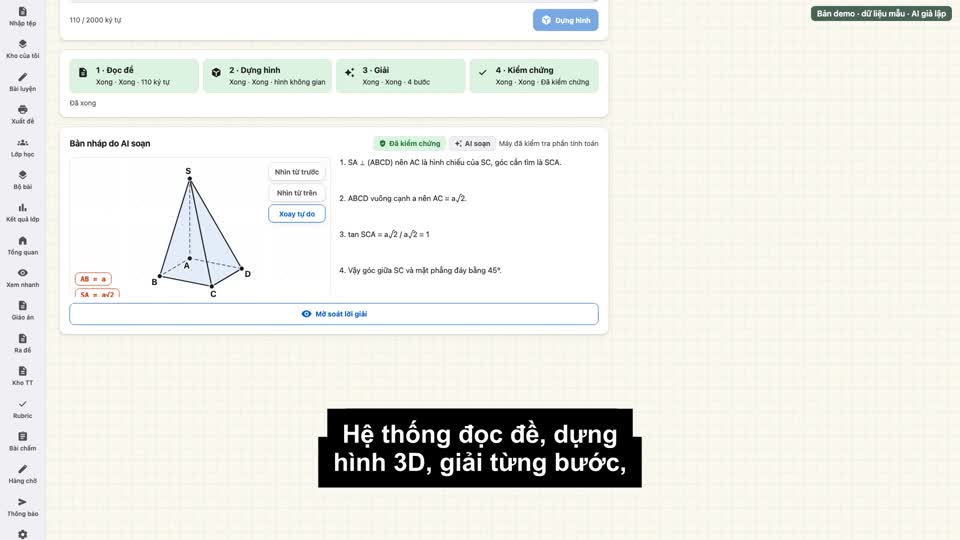 Nhập tệp
Kho của tôi
Bài luyện
Xuất đề
Lớp học
Bộ bài
Kết quả lớp
Tổng quan
Xem nhanh
Giáo án
Ra đề
Kho TT
Rubric
Bài chấm
Hàng chờ
Thông báo
110 / 2000 ký tự
Dựng hình
Bản demo · dữ liệu mẫu · AI giả lập
1 · Đọc đề
Xong · Xong · 110 ký tự
2 · Dựng hình
Xong · Xong · hình không gian
3 · Giải
Xong · Xong · 4 bước
4 · Kiểm chứng
Xong · Xong · Đã kiểm chứng
Đã xong
Bản nháp do AI soạn
Đã kiểm chứng
AI soạn
Máy đã kiểm tra phần tính toán
S
A
B
C
D
AB = a
SA = a√2
Nhìn từ trước
Nhìn từ trên
Xoay tự do
1. SA ⊥ (ABCD) nên AC là hình chiếu của SC, góc cần tìm là SCA.
2. ABCD vuông cạnh a nên AC = a√2.
3. tan SCA = a√2 / a√2 = 1
4. Vậy góc giữa SC và mặt phẳng đáy bằng 45°.
Mở soát lời giải
Hệ thống đọc đề, dựng
hình 3D, giải từng bước,